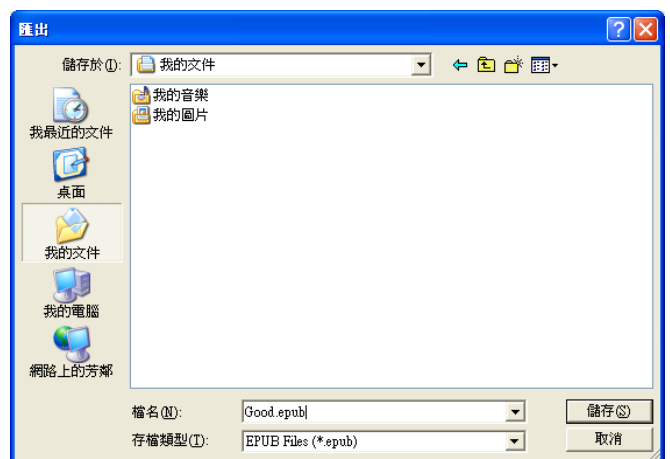 匯出
儲存於(I):
我的文件
我的音樂
我的圖片
我最近的文件
桌面
我的文件
我的電腦
網路上的芳鄰
檔名(N):
Good.epub
儲存(S)
存檔類型(T):
EPUB Files (*.epub)
取消